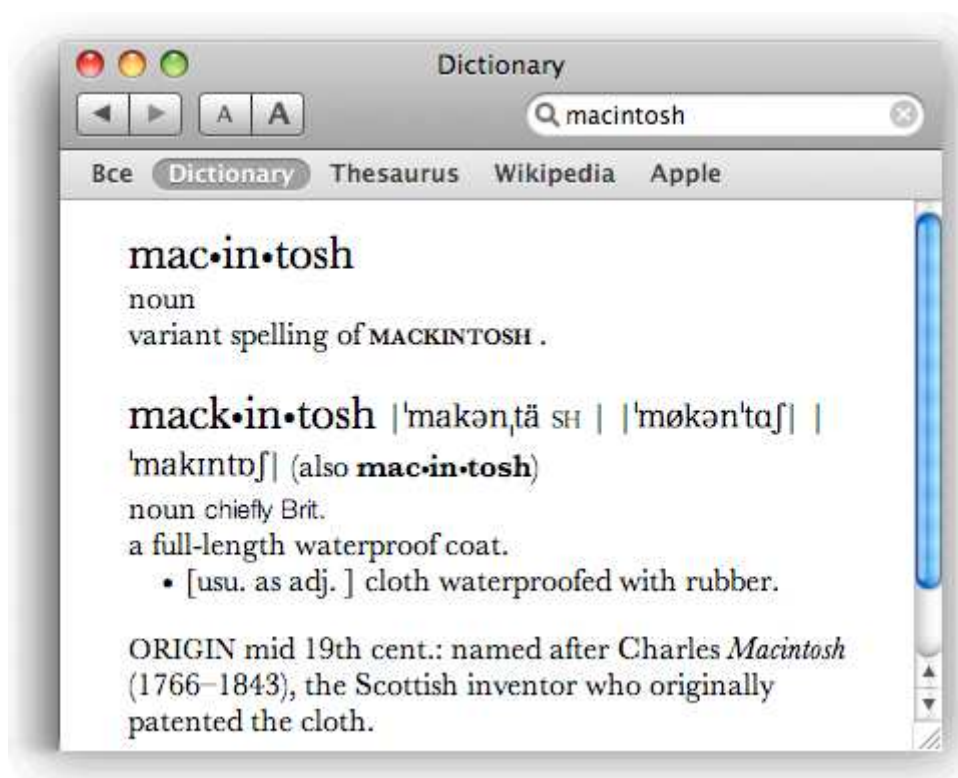 Dictionary
A A macintosh
Все Dictionary Thesaurus Wikipedia Apple
mac•in•tosh
noun
variant spelling of MACKINTOSH .
mack•in•tosh |ˈmakənˌtä SH | |ˈmøkənˈtɑʃ| |
ˈmakɪntɒʃ| (also mac•in•tosh)
noun chiefly Brit.
a full-length waterproof coat.
• [usu. as adj. ] cloth waterproofed with rubber.
ORIGIN mid 19th cent.: named after Charles Macintosh
(1766–1843), the Scottish inventor who originally
patented the cloth.